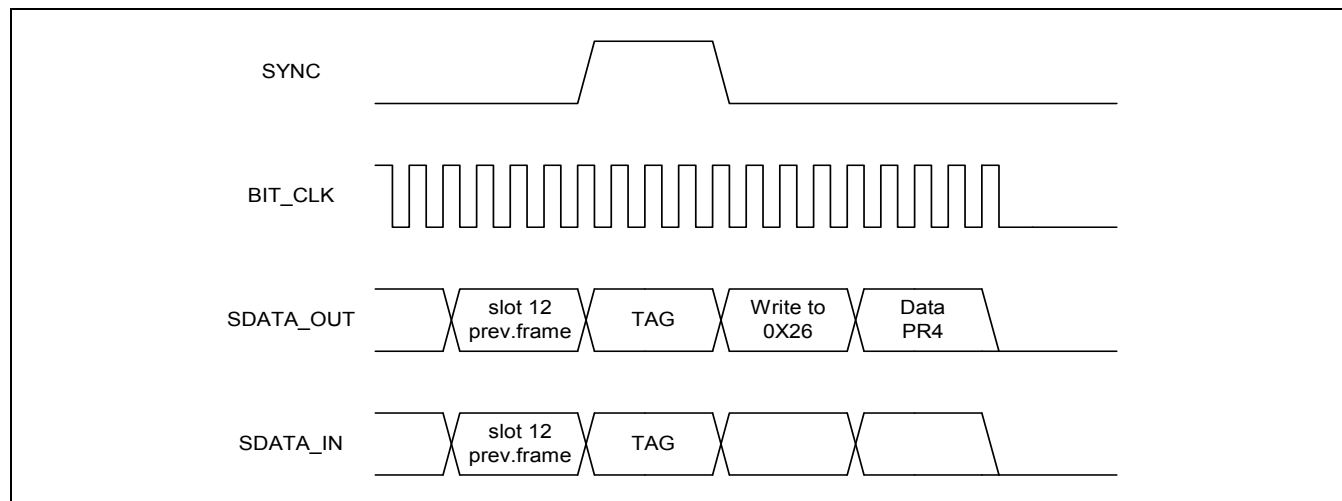 SYNC
BIT_CLK
SDATA_OUT
slot 12
prev.frame
TAG
Write to
0X26
Data
PR4
SDATA_IN
slot 12
prev.frame
TAG